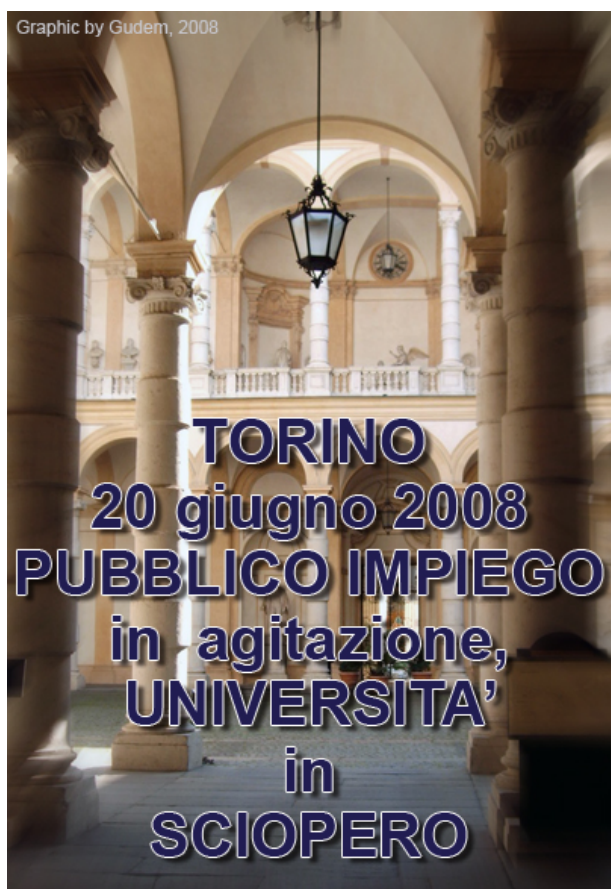 Graphic by Gudem, 2008
TORINO
20 giugno 2008
PUBBLICO IMPIEGO
in agitazione,
UNIVERSITA’
in
SCIOPERO